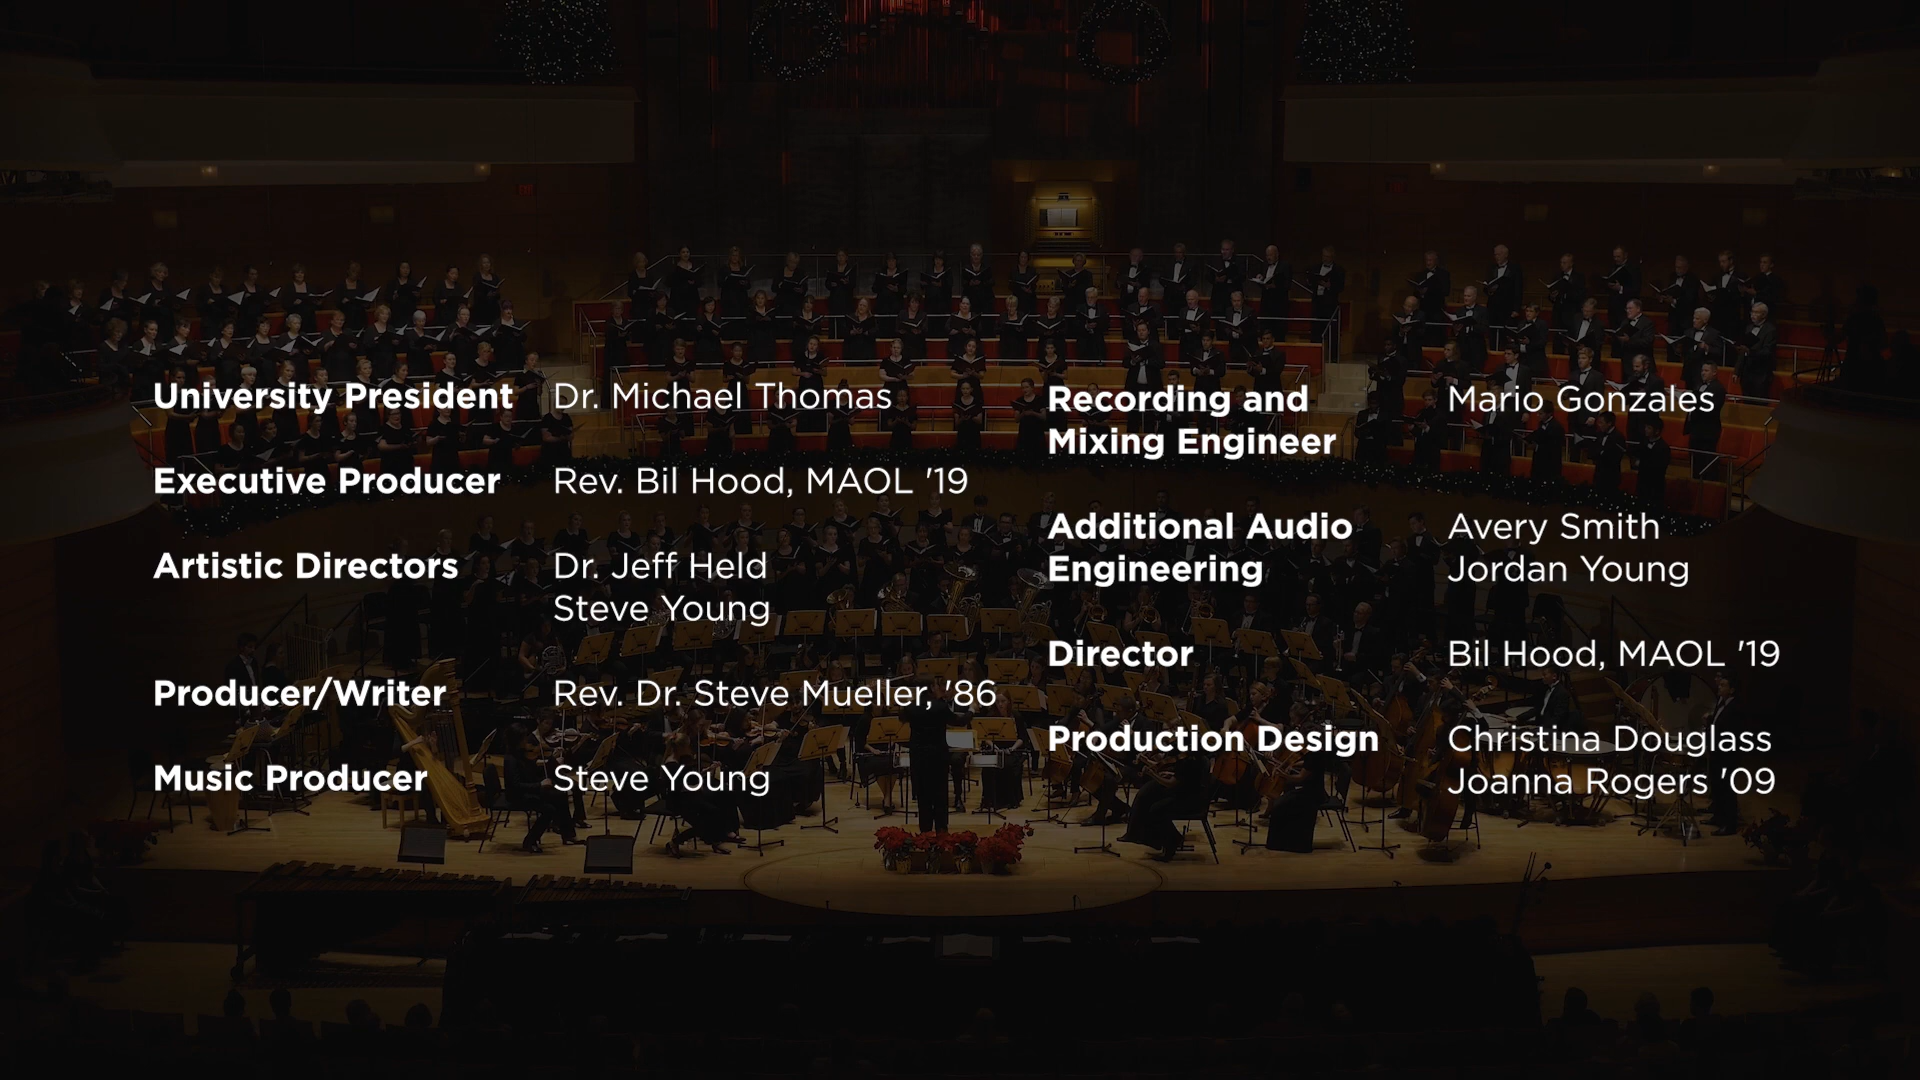 University President Dr. Michael Thomas
Executive Producer Rev. Bil Hood, MAOL '19
Artistic Directors Dr. Jeff Held
Steve Young
Producer/Writer Rev. Dr. Steve Mueller, '86
Music Producer Steve Young
Recording and Mario Gonzales
Mixing Engineer
Additional Audio Avery Smith
Engineering Jordan Young
Director Bil Hood, MAOL '19
Production Design Christina Douglass
Joanna Rogers '09